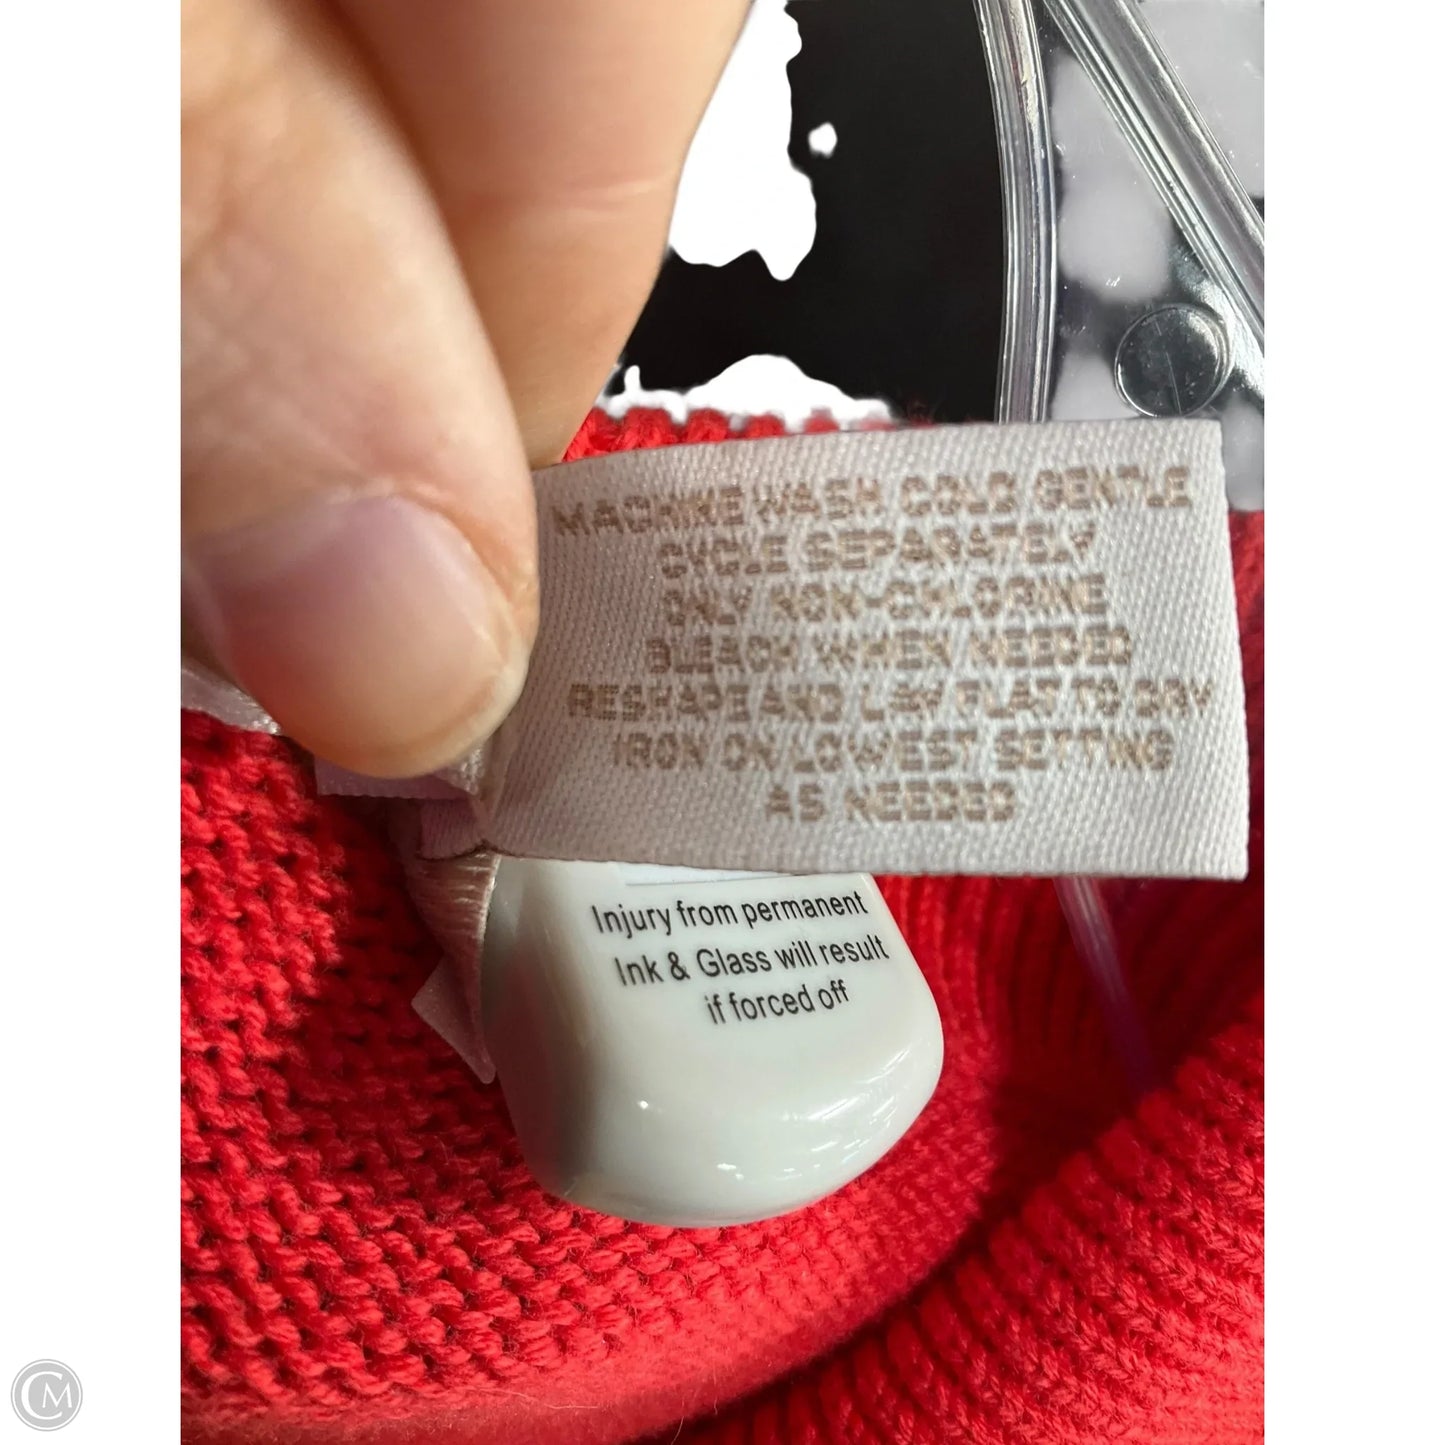 MACHINE WASH COLD GENTLE
CYCLE SEPARATELY
ONLY NON-CHLORINE
BLEACH WHEN NEEDED
RESHAPE AND LAY FLAT TO DRY
IRON ON LOWEST SETTING
AS NEEDED
Injury from permanent
Ink & Glass will result
if forced off
CM